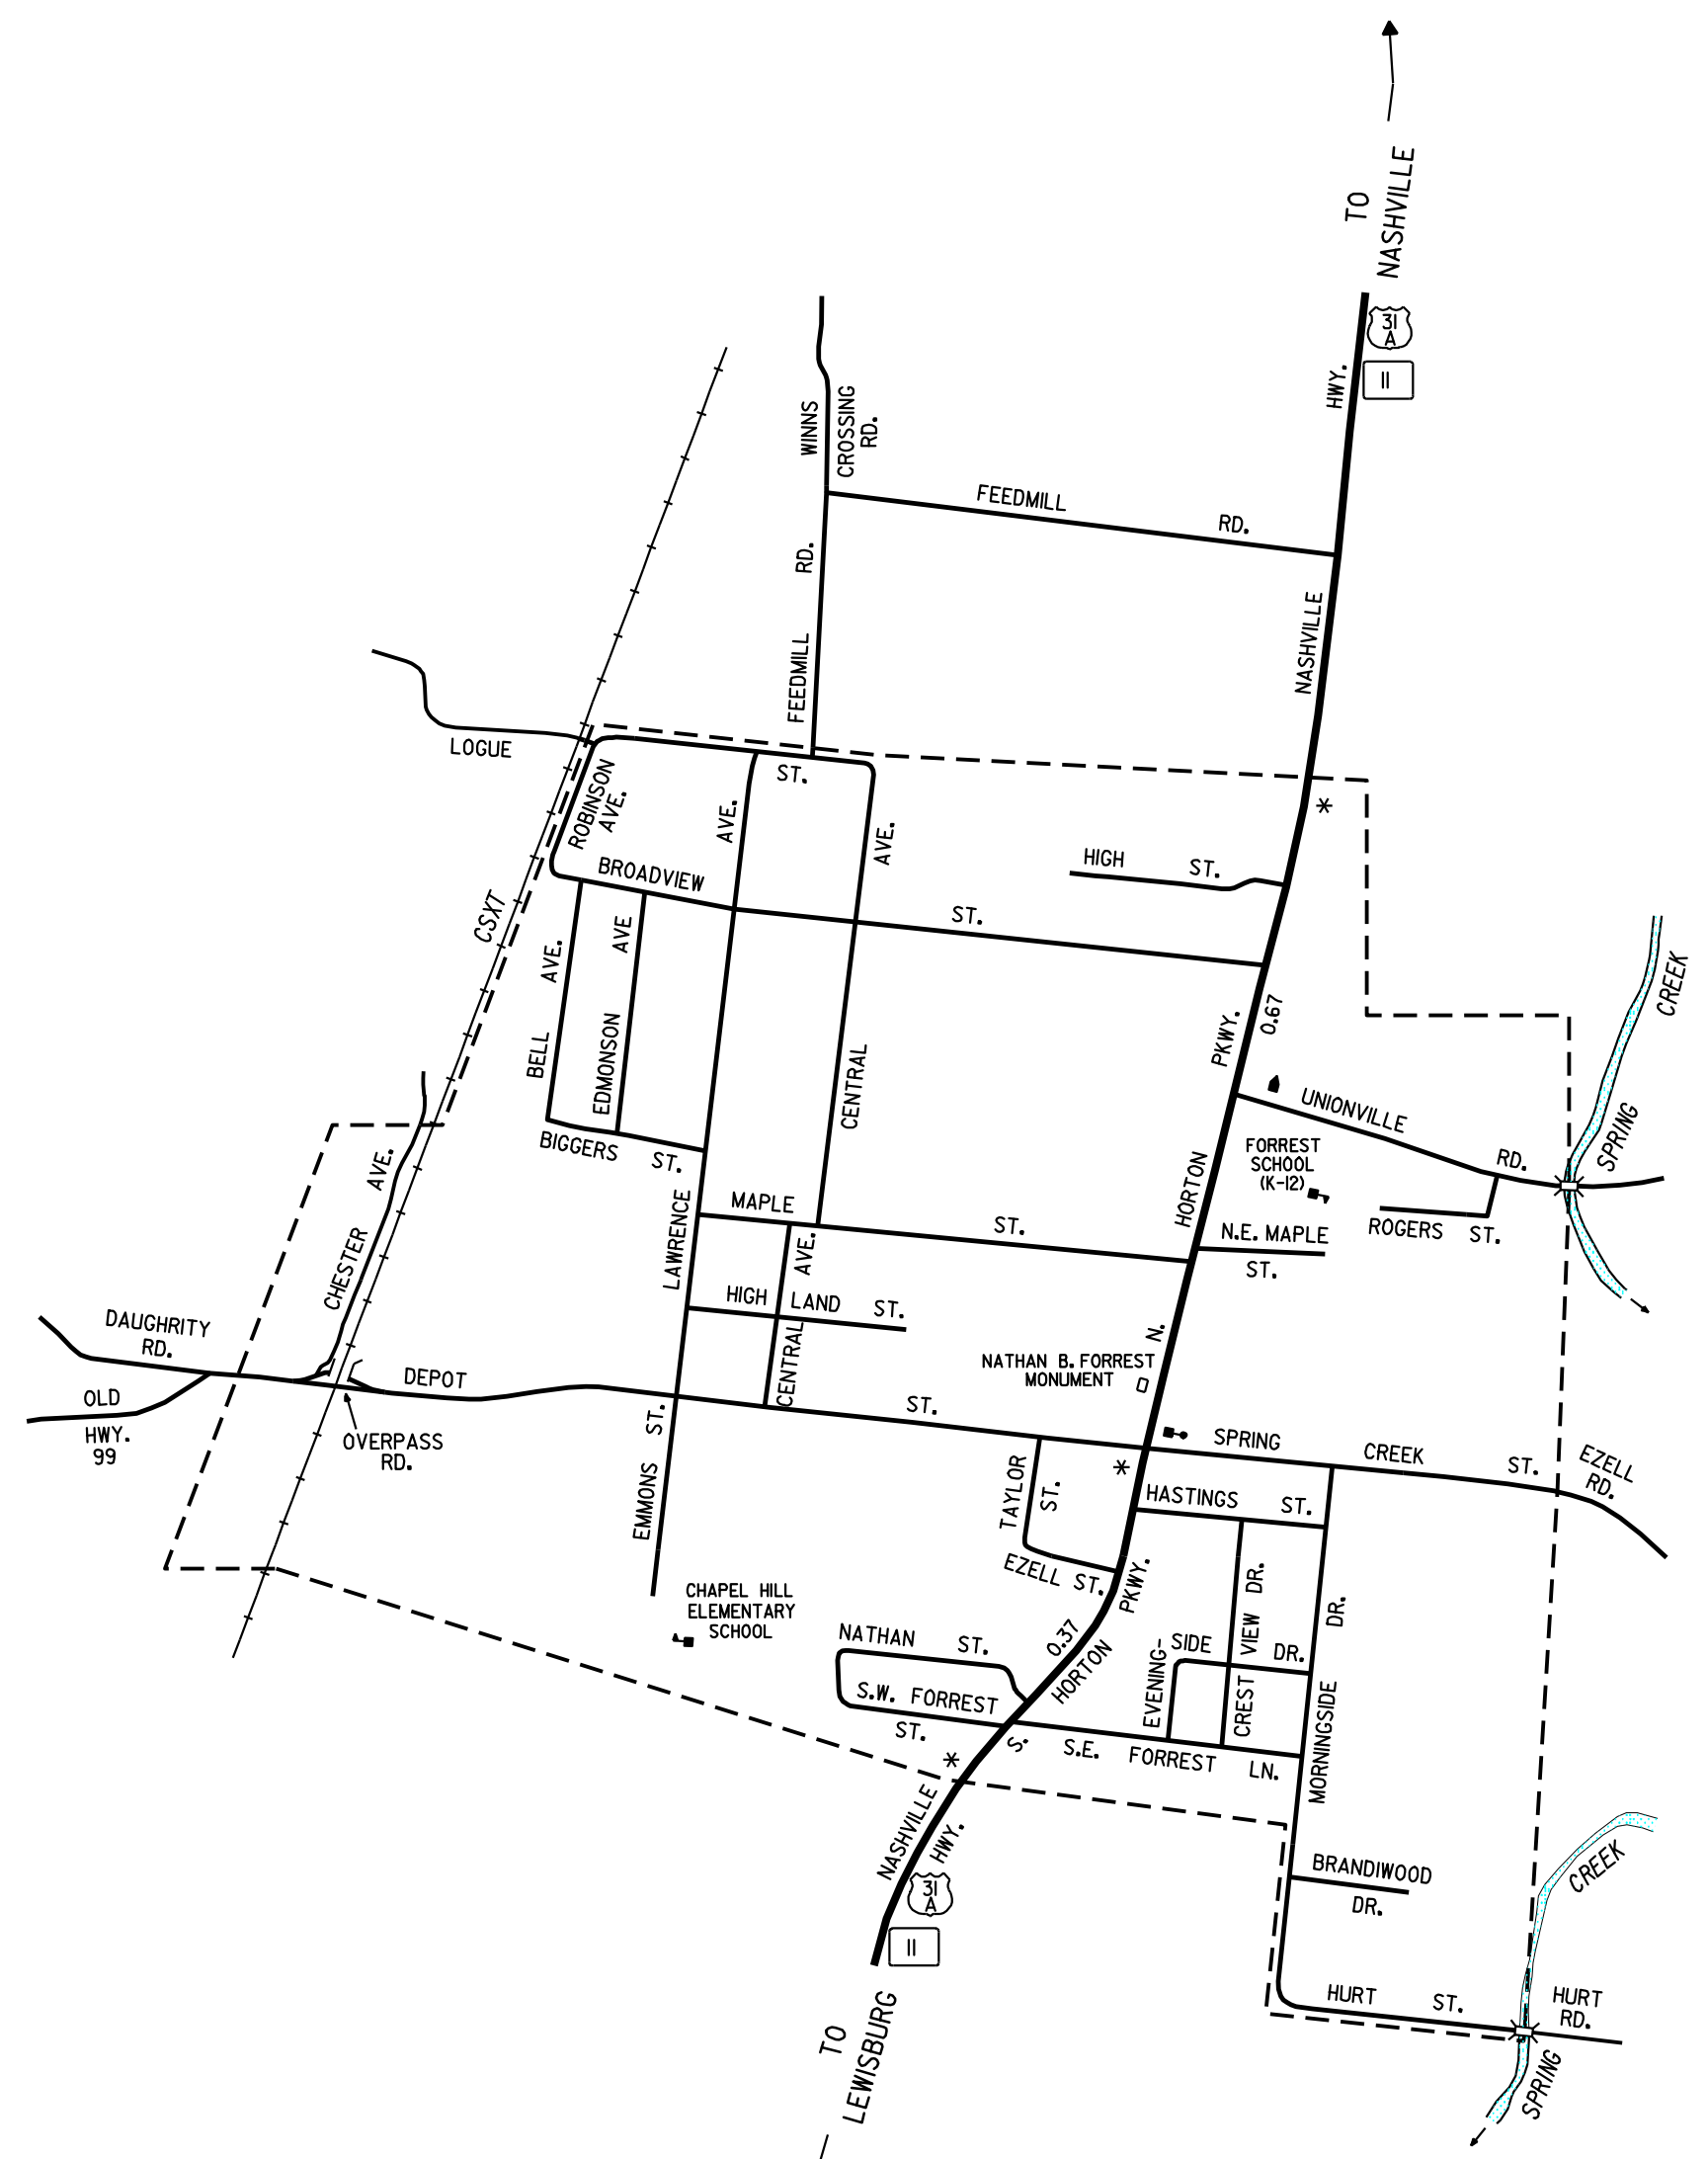 TO
NASHVILLE
31
A
11
HWY.
WINNS
CROSSING
RD.
FEEDMILL RD.
FEEDMILL RD.
NASHVILLE
LOGUE ST.
ROBINSON
AVE.
AVE.
AVE.
BROADVIEW ST.
HIGH ST.
CSXT
BELL AVE.
EDMONSON AVE
CENTRAL
PKWY.
0.67
CREEK
SPRING
UNIONVILLE RD.
BIGGERS ST.
FORREST
SCHOOL
(K-12)
CHESTER AVE.
LAWRENCE
MAPLE ST.
HORTON
N.E. MAPLE
ST.
ROGERS ST.
AVE.
HIGH LAND ST.
CENTRAL
N.
DAUGHRITY
RD.
OLD
HWY.
99
DEPOT ST.
OVERPASS
RD.
NATHAN B. FORREST
MONUMENT
SPRING CREEK ST.
EZELL
RD.
EMMONS ST.
TAYLOR ST.
HASTINGS ST.
EZELL ST.
PKWY.
CHAPEL HILL
ELEMENTARY
SCHOOL
0.37
HORTON
NATHAN ST.
S.W. FORREST
ST.
S.
EVENING-
SIDE DR.
CREST VIEW DR.
MORNINGSIDE DR.
S.E. FORREST LN.
NASHVILLE
HWY.
31
A
11
BRANDIWOOD
DR.
CREEK
HURT ST.
HURT
RD.
SPRING
TO
LEWISBURG